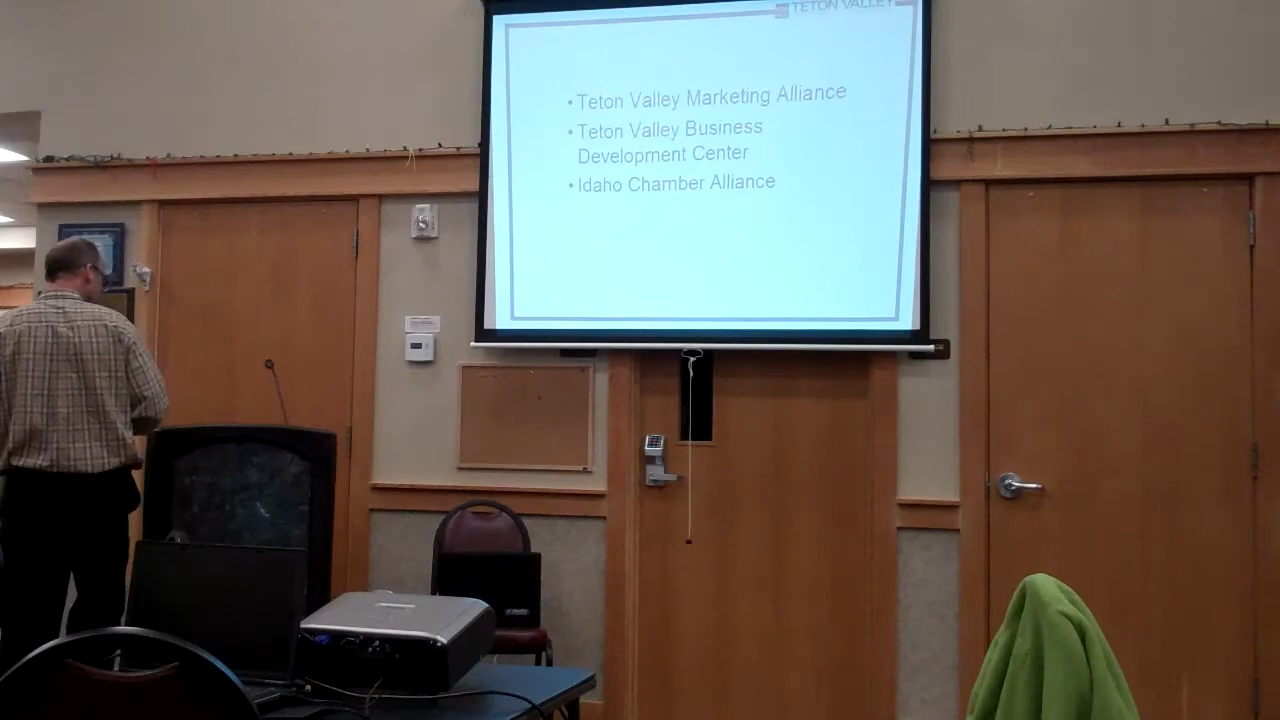 TETON VALLEY
• Teton Valley Marketing Alliance
• Teton Valley Business
Development Center
• Idaho Chamber Alliance